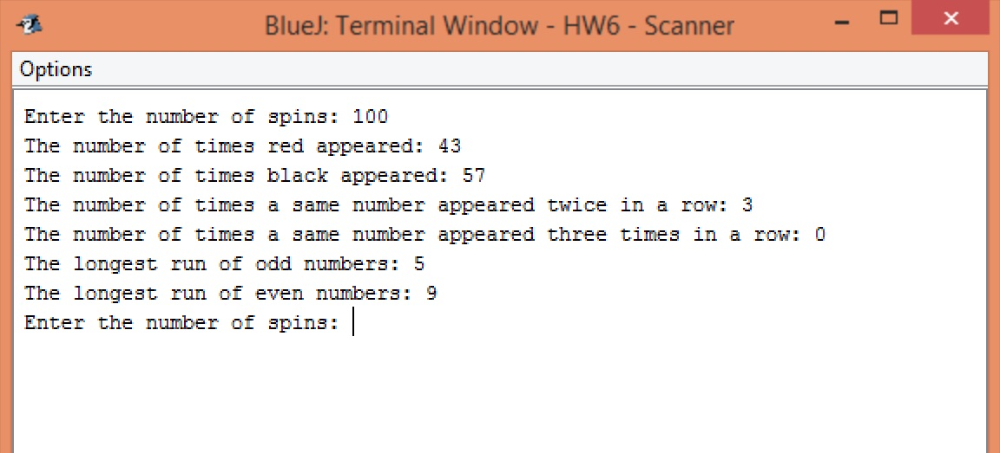 BlueJ: Terminal Window - HW6 - Scanner
Options
Enter the number of spins: 100
The number of times red appeared: 43
The number of times black appeared: 57
The number of times a same number appeared twice in a row: 3
The number of times a same number appeared three times in a row: 0
The longest run of odd numbers: 5
The longest run of even numbers: 9
Enter the number of spins: